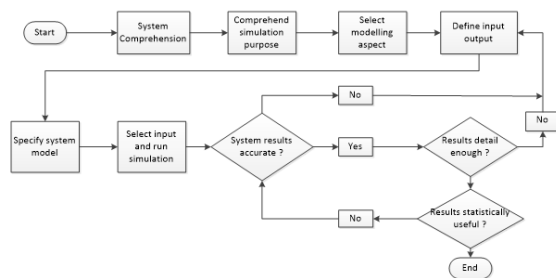 Start
System
Comprehension
Comprehend
simulation
purpose
Select
modelling
aspect
Define input
output
No
No
Specify system
model
Select input
and run
simulation
System results
accurate ?
Yes
Results detail
enough ?
No
Results statistically
useful ?
End